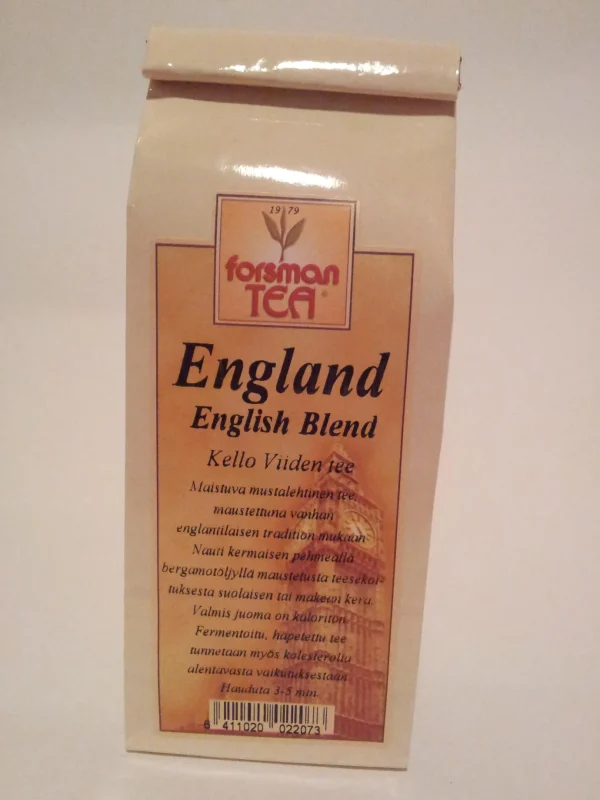 1979
forsman
TEA®
England
English Blend
Kello Viiden tee
Maistuva mustalehtinen tee,
maustettuna vanhan
englantilaisen tradition mukaan
Nauti kermaisen pehmeällä
bergamotöljyllä maustetusta teesekoi-
tuksesta suolaisen tai makean kera.
Valmis juoma on kaloriton.
Fermentoitu, hapetettu tee
tunnetaan myös kolesterolia
alentavasta vaikutuksestaan
Hauduta 3-5 min.
6 411020 022073